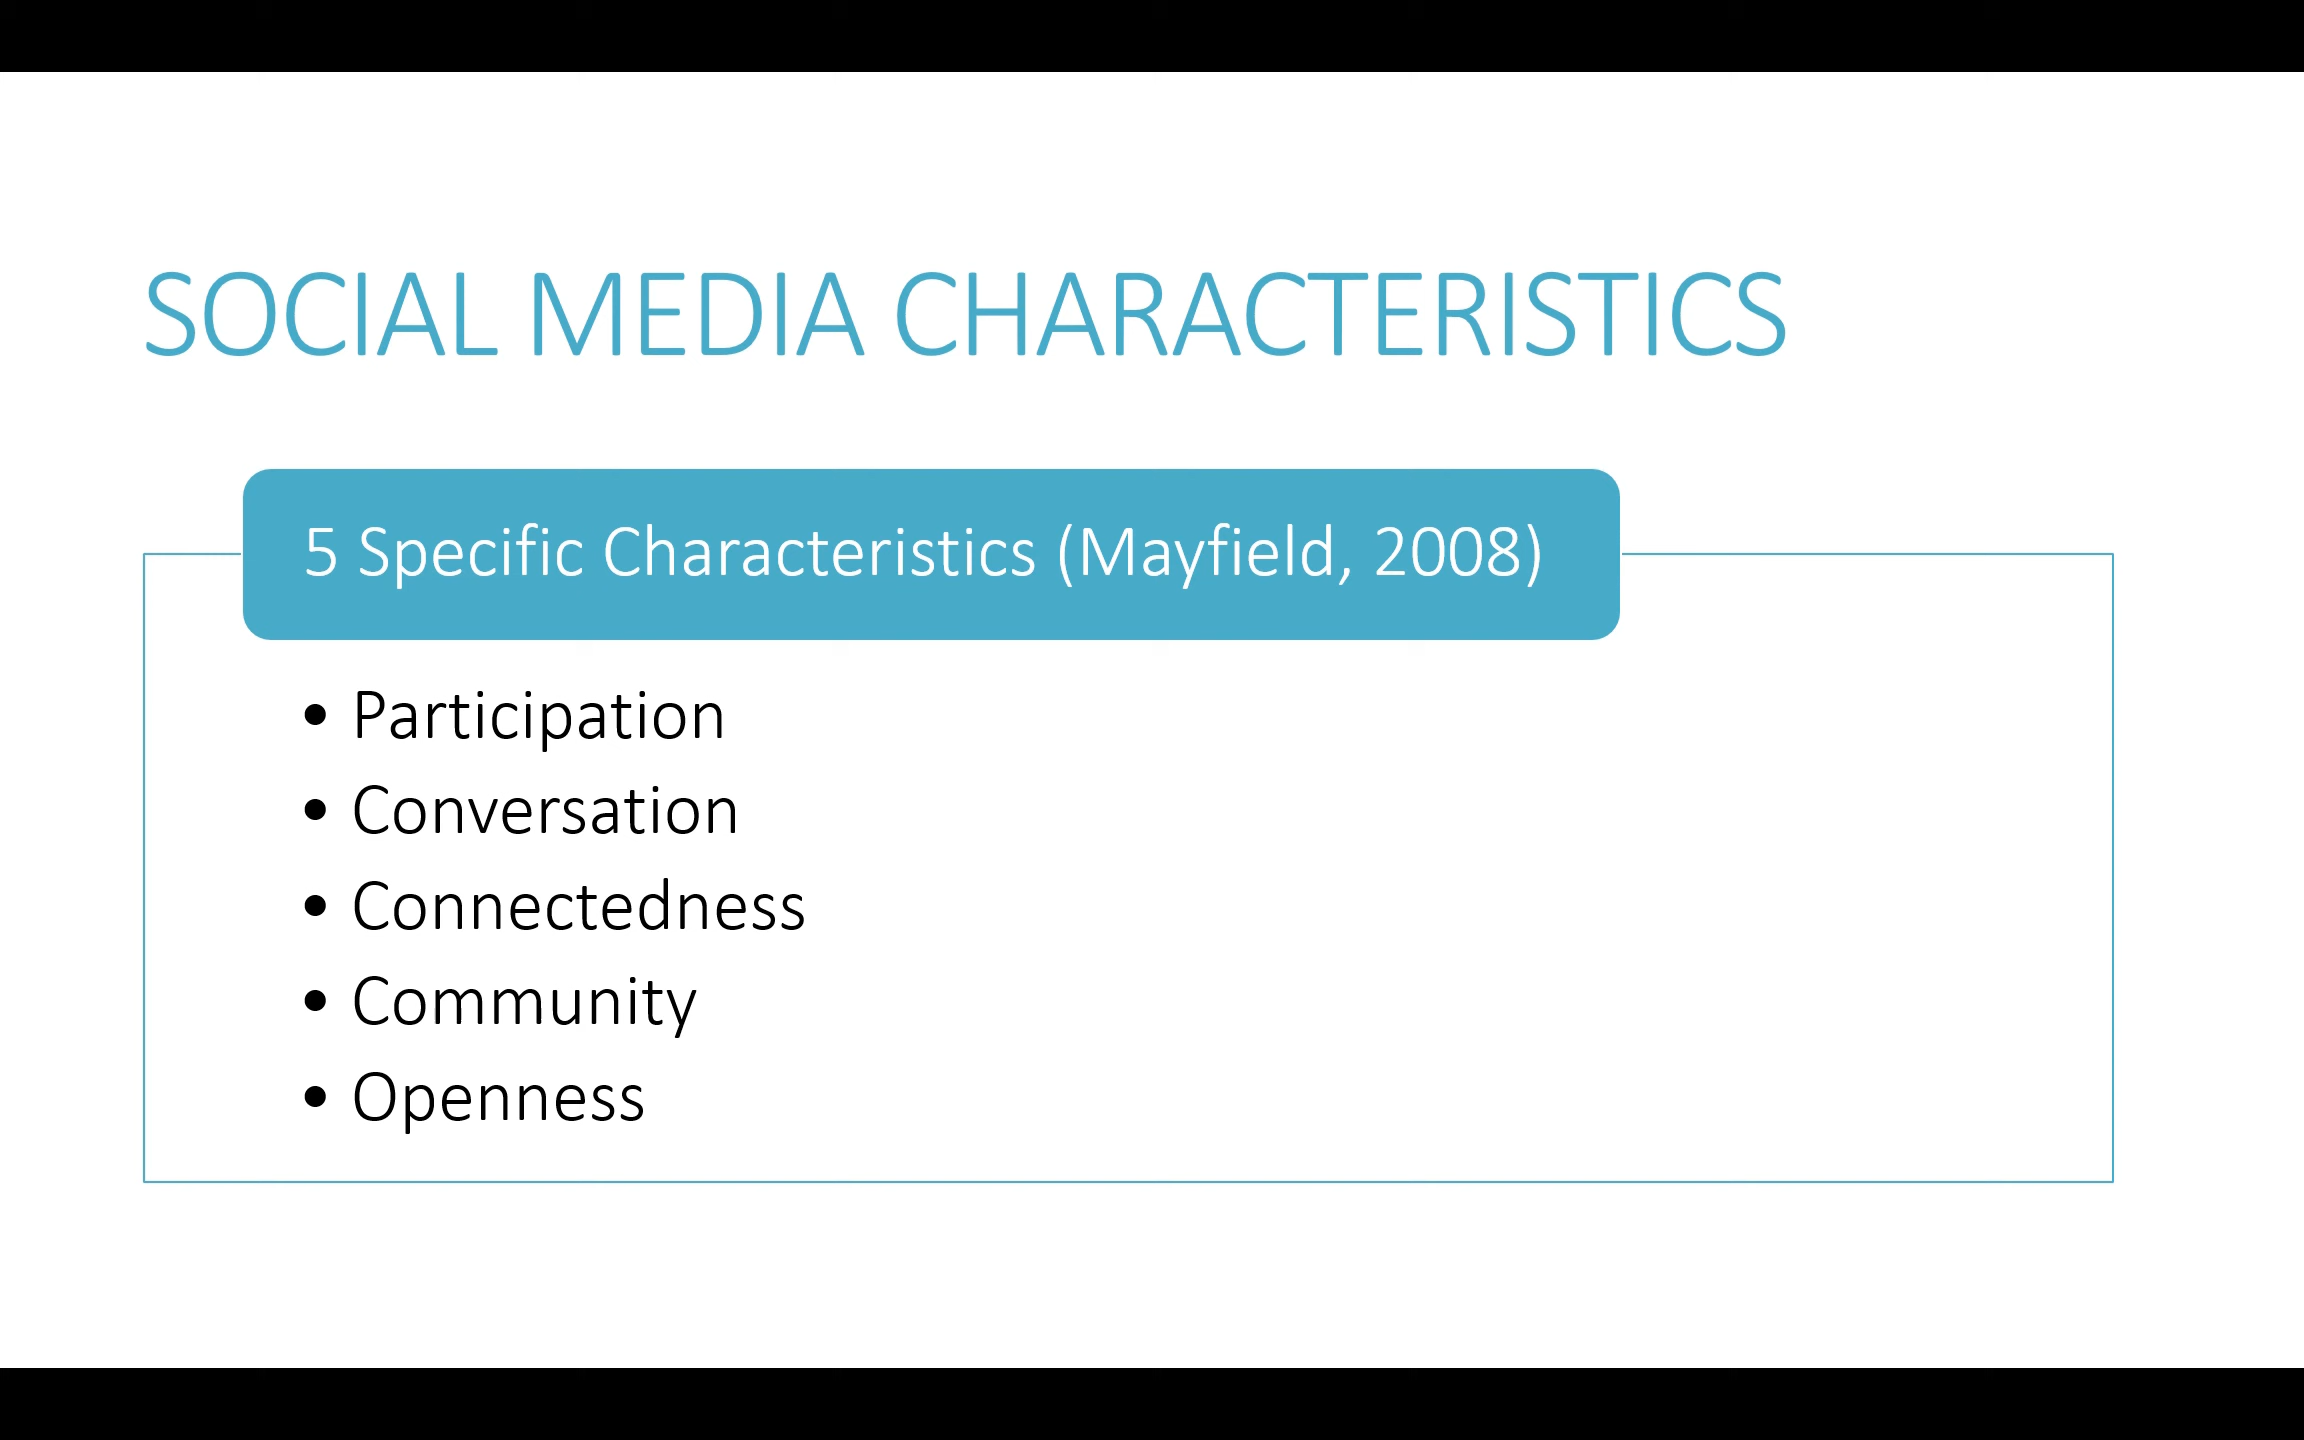 SOCIAL MEDIA CHARACTERISTICS
5 Specific Characteristics (Mayfield, 2008)
• Participation
• Conversation
• Connectedness
• Community
• Openness